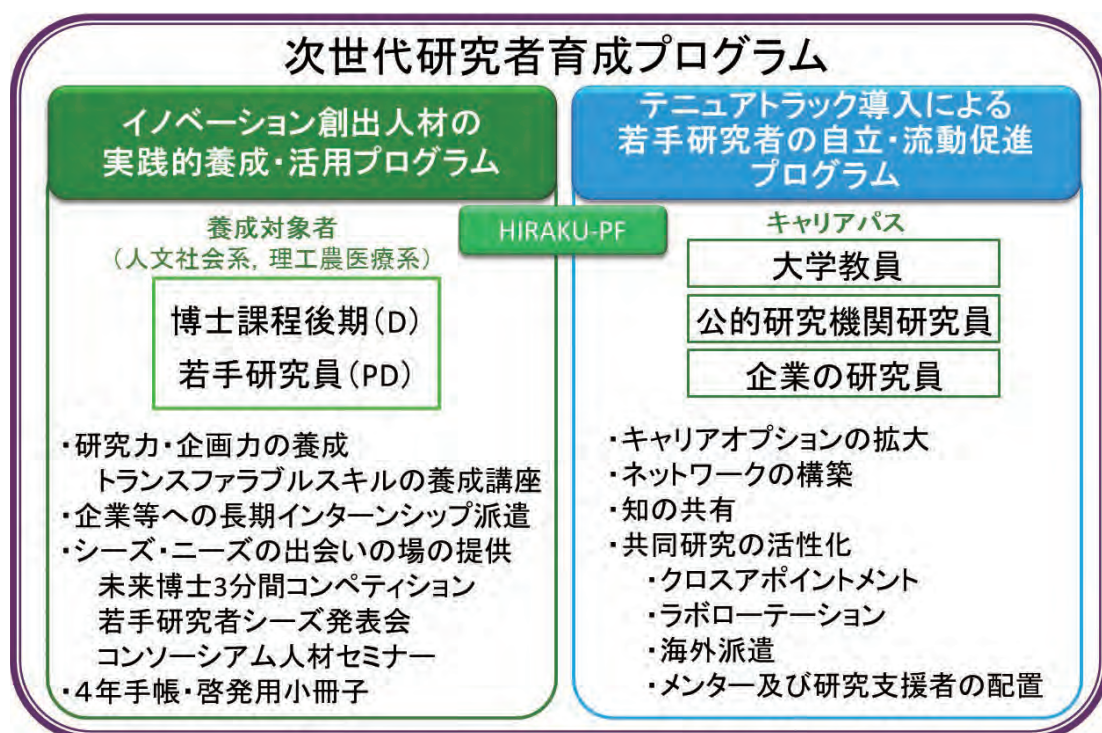 次世代研究者育成プログラム
イノベーション創出人材の
実践的養成・活用プログラム
養成対象者
（人文社会系, 理工農医療系）
博士課程後期（D）
若手研究員（PD）
・研究力・企画力の養成
トランスファラブルスキルの養成講座
・企業等への長期インターンシップ派遣
・シーズ・ニーズの出会いの場の提供
未来博士3分間コンペティション
若手研究者シーズ発表会
コンソーシアム人材セミナー
・４年手帳・啓発用小冊子
HIRAKU-PF
テニュアトラック導入による
若手研究者の自立・流動促進
プログラム
キャリアパス
大学教員
公的研究機関研究員
企業の研究員
・キャリアオプションの拡大
・ネットワークの構築
・知の共有
・共同研究の活性化
・クロスアポイントメント
・ラボローテーション
・海外派遣
・メンター及び研究支援者の配置